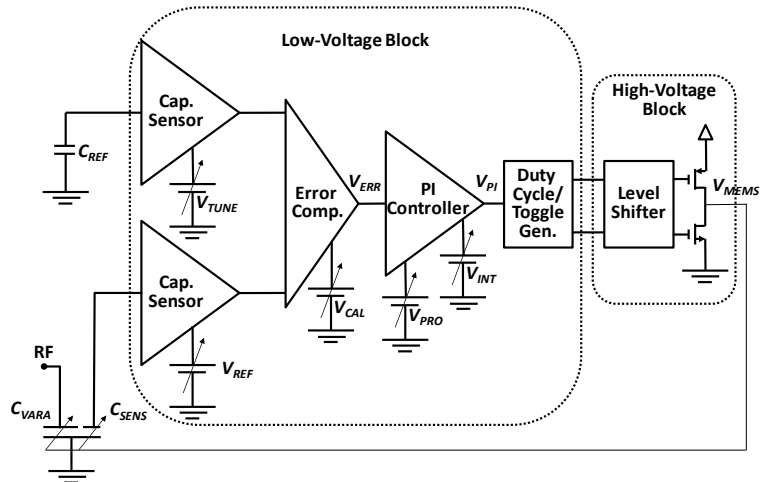 Low-Voltage Block
High-Voltage
Block
Cap.
Sensor
C_REF
V_TUNE
Error
Comp.
V_ERR
PI
Controller
V_PI
Duty
Cycle/
Toggle
Gen.
Level
Shifter
V_MEMS
V_INT
V_PRO
V_CAL
Cap.
Sensor
V_REF
RF
C_VARA
C_SENS